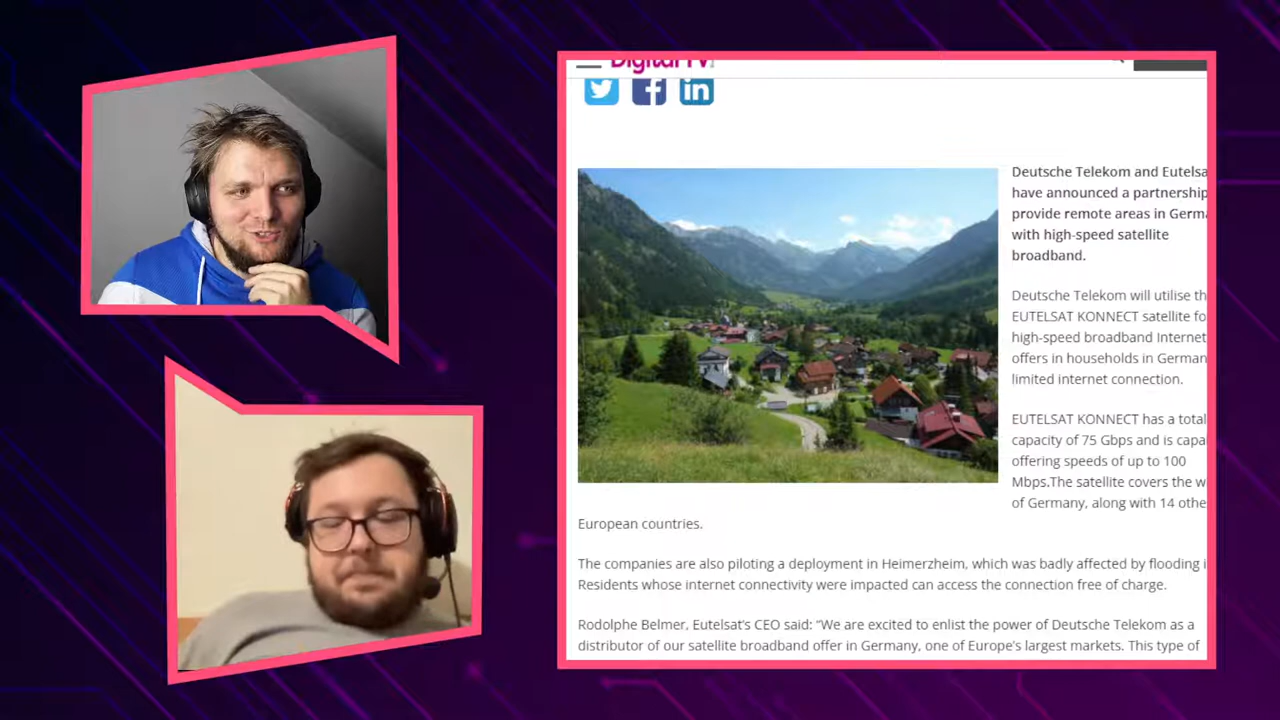 Deutsche Telekom and Eutelsa
have announced a partnership
provide remote areas in Germa
with high-speed satellite
broadband.
Deutsche Telekom will utilise th
EUTELSAT KONNECT satellite fo
high-speed broadband Internet
offers in households in German
limited internet connection.
EUTELSAT KONNECT has a total
capacity of 75 Gbps and is capa
offering speeds of up to 100
Mbps.The satellite covers the w
of Germany, along with 14 othe
European countries.
The companies are also piloting a deployment in Heimerzheim, which was badly affected by flooding i
Residents whose internet connectivity were impacted can access the connection free of charge.
Rodolphe Belmer, Eutelsat's CEO said: “We are excited to enlist the power of Deutsche Telekom as a
distributor of our satellite broadband offer in Germany, one of Europe's largest markets. This type of